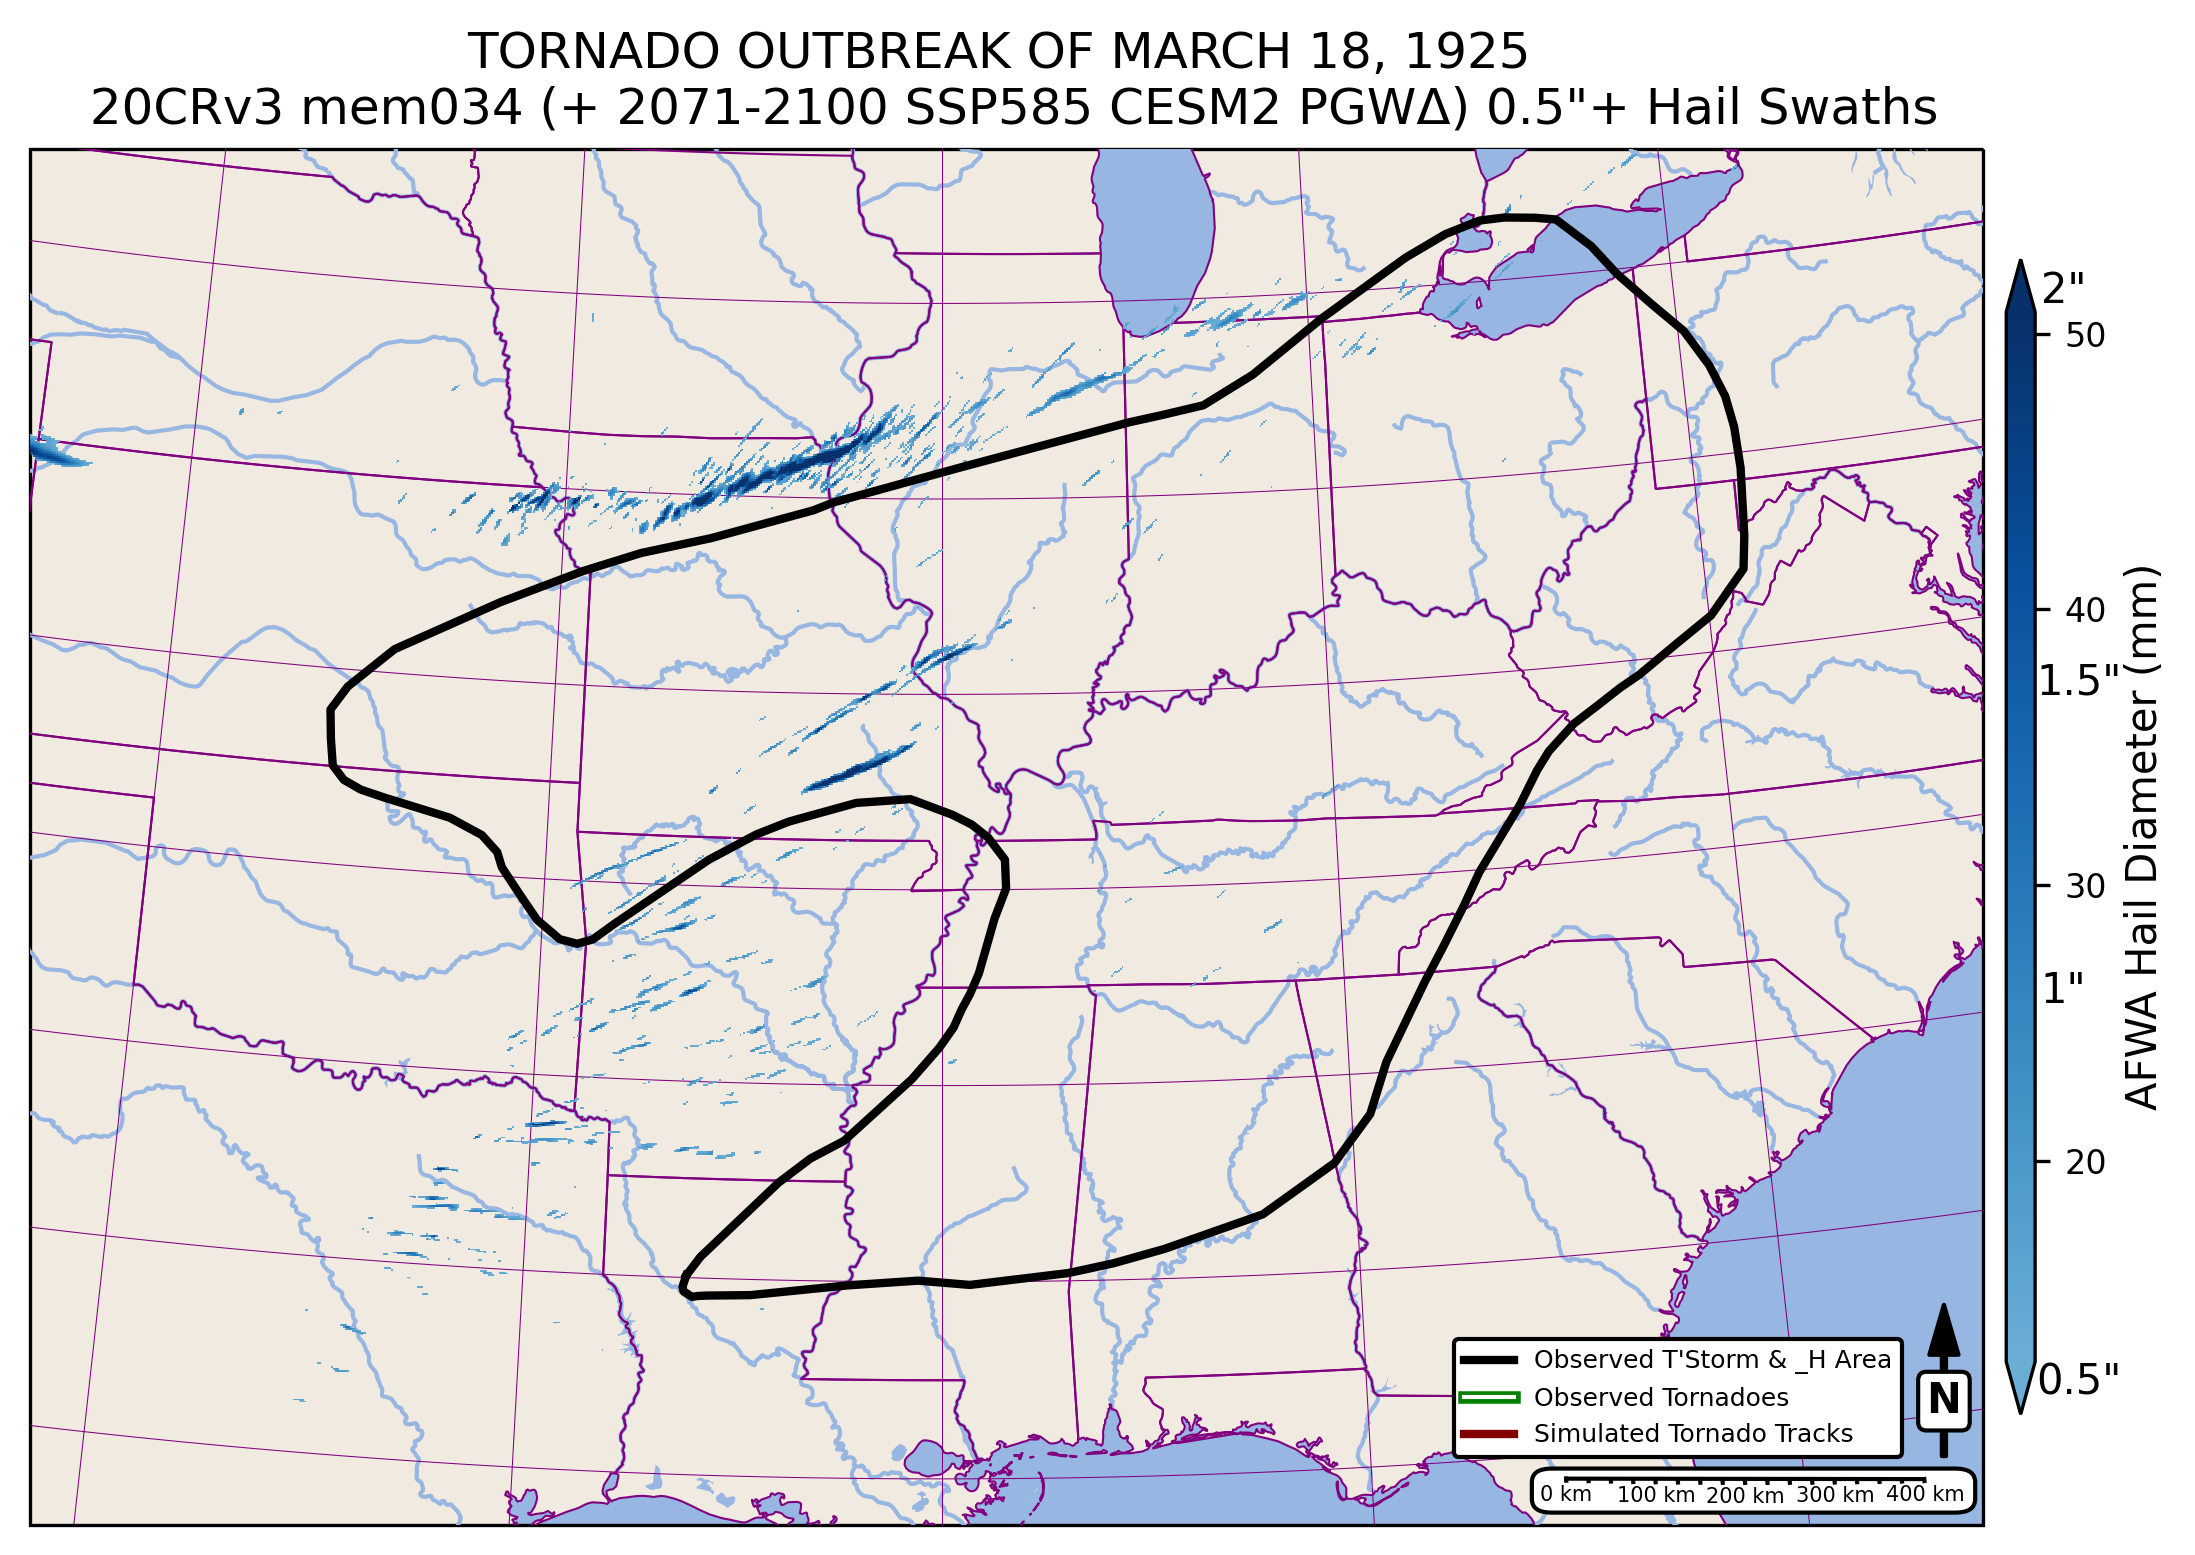 TORNADO OUTBREAK OF MARCH 18, 1925
20CRv3 mem034 (+ 2071-2100 SSP585 CESM2 PGWΔ) 0.5"+ Hail Swaths
2"
50
40
1.5"
30
1"
20
0.5"
AFWA Hail Diameter (mm)
Observed T'Storm & _H Area
Observed Tornadoes
Simulated Tornado Tracks
N
0 km 100 km 200 km 300 km 400 km